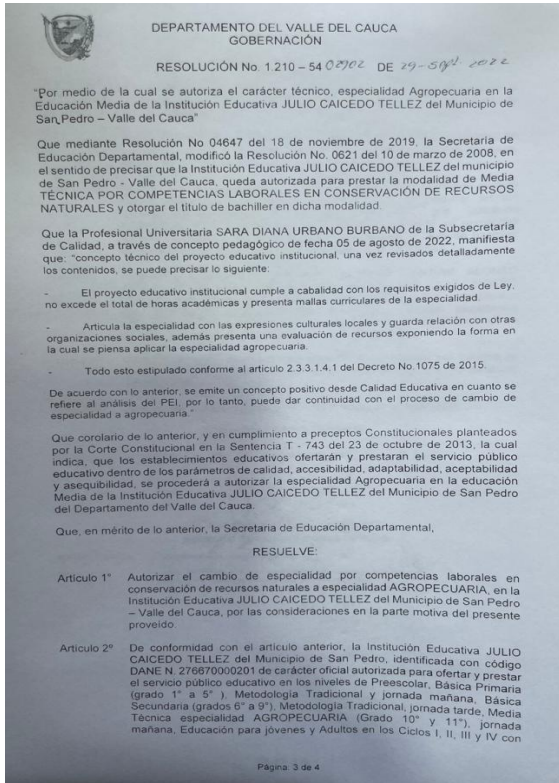 DEPARTAMENTO DEL VALLE DEL CAUCA
GOBERNACIÓN
RESOLUCIÓN No. 1.210 – 54 02902 DE 29-Sept 2022
"Por medio de la cual se autoriza el carácter técnico, especialidad Agropecuaria en la
Educación Media de la Institución Educativa JULIO CAICEDO TELLEZ del Municipio de
San Pedro – Valle del Cauca"
Que mediante Resolución No 04647 del 18 de noviembre de 2019, la Secretaria de
Educación Departamental, modificó la Resolución No. 0621 del 10 de marzo de 2008, en
el sentido de precisar que la Institución Educativa JULIO CAICEDO TELLEZ del municipio
de San Pedro - Valle del Cauca, queda autorizada para prestar la modalidad de Media
TÉCNICA POR COMPETENCIAS LABORALES EN CONSERVACIÓN DE RECURSOS
NATURALES y otorgar el titulo de bachiller en dicha modalidad.
Que la Profesional Universitaria SARA DIANA URBANO BURBANO de la Subsecretaria
de Calidad, a través de concepto pedagógico de fecha 05 de agosto de 2022, manifiesta
que: "concepto técnico del proyecto educativo institucional, una vez revisados detalladamente
los contenidos, se puede precisar lo siguiente:
- El proyecto educativo institucional cumple a cabalidad con los requisitos exigidos de Ley,
no excede el total de horas académicas y presenta mallas curriculares de la especialidad.
- Articula la especialidad con las expresiones culturales locales y guarda relación con otras
organizaciones sociales, además presenta una evaluación de recursos exponiendo la forma en
la cual se piensa aplicar la especialidad agropecuaria.
- Todo esto estipulado conforme al articulo 2.3.3.1.4.1 del Decreto No.1075 de 2015.
De acuerdo con lo anterior, se emite un concepto positivo desde Calidad Educativa en cuanto se
refiere al análisis del PEI, por lo tanto, puede dar continuidad con el proceso de cambio de
especialidad a agropecuaria."
Que corolario de lo anterior, y en cumplimiento a preceptos Constitucionales planteados
por la Corte Constitucional en la Sentencia T - 743 del 23 de octubre de 2013, la cual
indica, que los establecimientos educativos ofertarán y prestaran el servicio público
educativo dentro de los parámetros de calidad, accesibilidad, adaptabilidad, aceptabilidad
y asequibilidad, se procederá a autorizar la especialidad Agropecuaria en la educación
Media de la Institución Educativa JULIO CAICEDO TELLEZ del Municipio de San Pedro
del Departamento del Valle del Cauca.
Que, en mérito de lo anterior, la Secretaria de Educación Departamental,
RESUELVE:
Artículo 1° Autorizar el cambio de especialidad por competencias laborales en
conservación de recursos naturales a especialidad AGROPECUARIA, en la
Institución Educativa JULIO CAICEDO TELLEZ del Municipio de San Pedro
– Valle del Cauca, por las consideraciones en la parte motiva del presente
proveido.
Artículo 2º De conformidad con el artículo anterior, la Institución Educativa JULIO
CAICEDO TELLEZ del Municipio de San Pedro, identificada con código
DANE N. 276670000201 de carácter oficial autorizada para ofertar y prestar
el servicio público educativo en los niveles de Preescolar, Básica Primaria
(grado 1° a 5° ), Metodologia Tradicional y jornada mañana, Básica
Secundaria (grados 6° a 9°), Metodología Tradicional, jornada tarde, Media
Técnica especialidad AGROPECUARIA (Grado 10° y 11°), jornada
mañana, Educación para jóvenes y Adultos en los Ciclos I, II, III y IV con
Página: 3 de 4